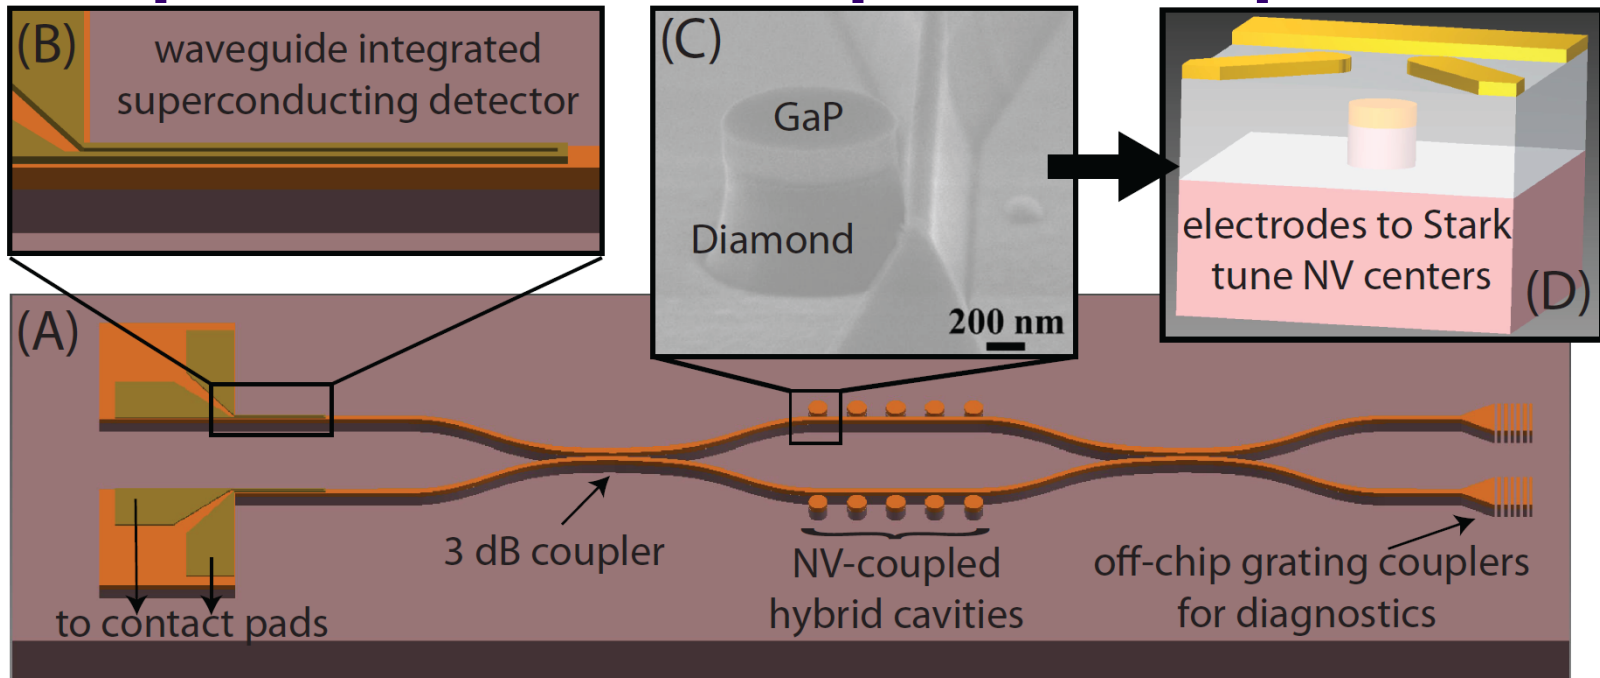 (B)
waveguide integrated
superconducting detector
(C)
GaP
Diamond
200 nm
electrodes to Stark
tune NV centers
(D)
(A)
3 dB coupler
NV-coupled
hybrid cavities
off-chip grating couplers
for diagnostics
to contact pads